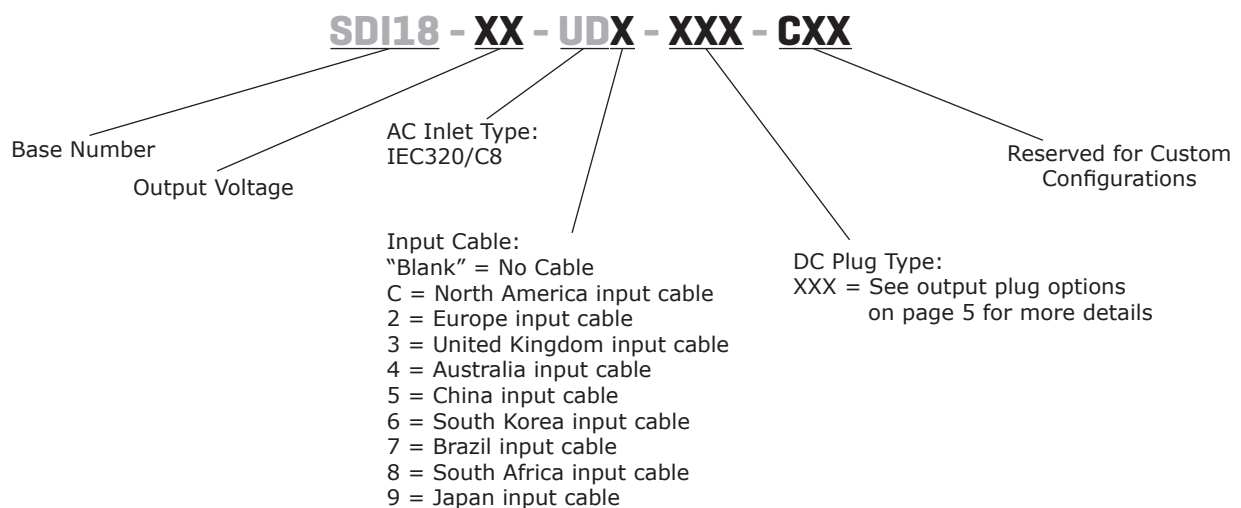 SDI18 - XX - UDX - XXX - CXX
Base Number
Output Voltage
AC Inlet Type:
IEC320/C8
Input Cable:
“Blank” = No Cable
C = North America input cable
2 = Europe input cable
3 = United Kingdom input cable
4 = Australia input cable
5 = China input cable
6 = South Korea input cable
7 = Brazil input cable
8 = South Africa input cable
9 = Japan input cable
DC Plug Type:
XXX = See output plug options
on page 5 for more details
Reserved for Custom
Configurations